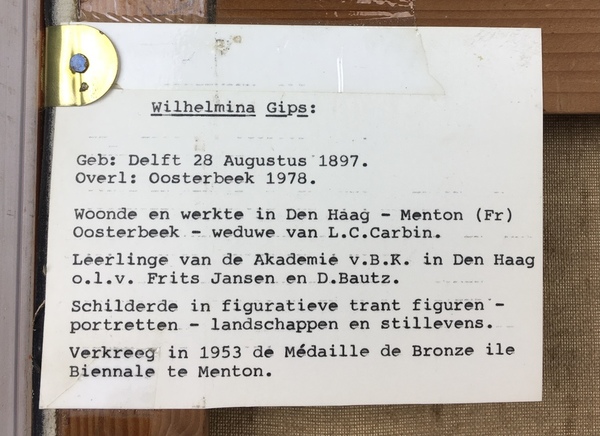 Wilhelmina Gips:
Geb: Delft 28 Augustus 1897.
Overl: Oosterbeek 1978.
Woonde en werkte in Den Haag - Menton (Fr)
Oosterbeek - weduwe van L.C.Carbin.
Leerlinge van de Akademie v.B.K. in Den Haag
o.l.v. Frits Jansen en D.Bautz.
Schilderde in figuratieve trant figuren -
portretten - landschappen en stillevens.
Verkreeg in 1953 de Médaille de Bronze ile
Biennale te Menton.